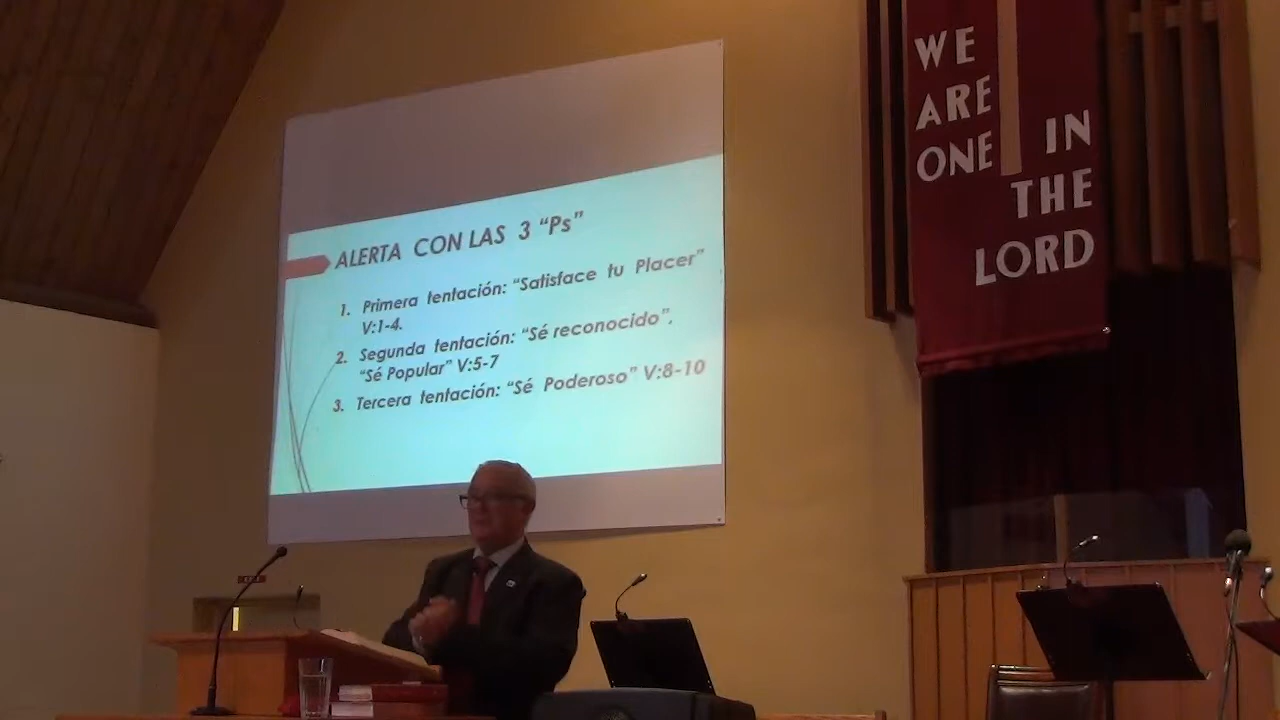 ALERTA CON LAS 3 “Ps”
1. Primera tentación: “Satisface tu Placer”
V:1-4.
2. Segunda tentación: “Sé reconocido”.
“Sé Popular” V:5-7
3. Tercera tentación: “Sé Poderoso” V:8-10
WE
ARE
ONE IN
THE
LORD